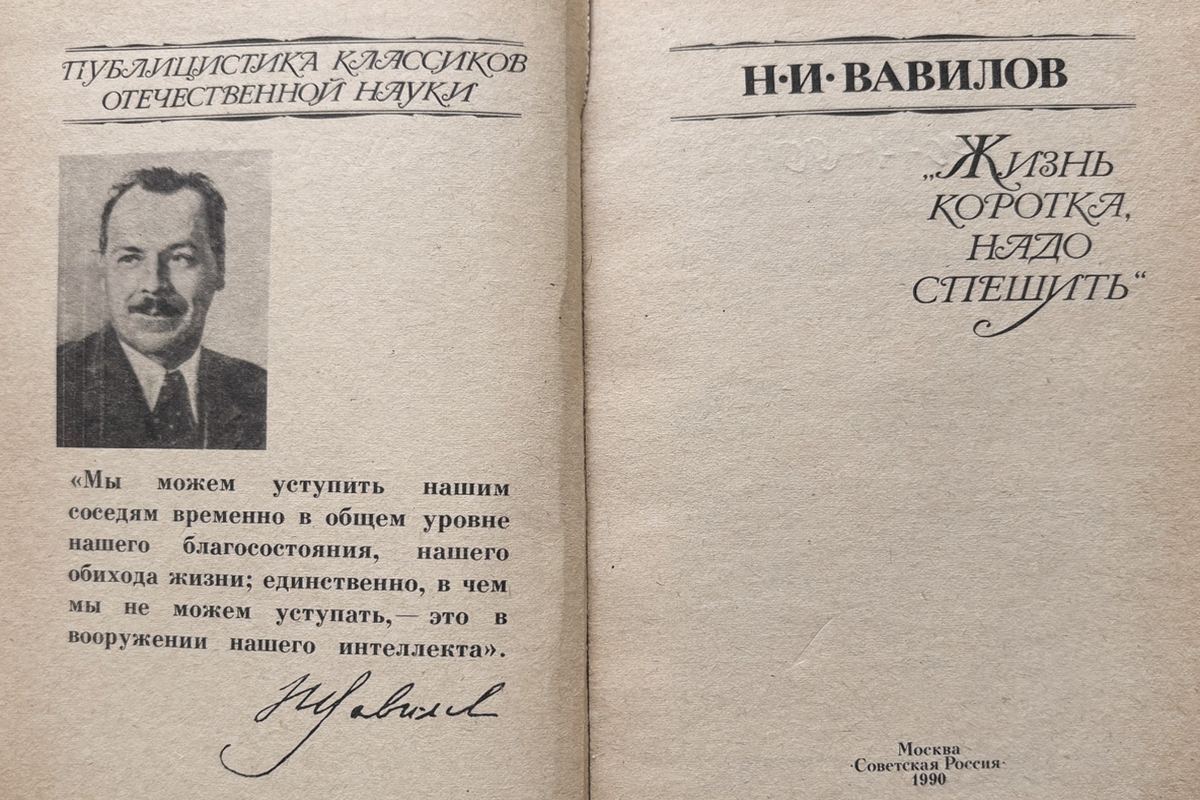 ПУБЛИЦИСТИКА КЛАССИКОВ
ОТЕЧЕСТВЕННОЙ НАУКИ
«Мы можем уступить нашим
соседям временно в общем уровне
нашего благосостояния, нашего
обихода жизни; единственно, в чем
мы не можем уступать,— это в
вооружении нашего интеллекта».
Н Вавилов
Н·И·ВАВИЛОВ
„Жизнь
КОРОТКА,
НАДО
СПЕШИТЬ“
Москва
·Советская Россия·
1990